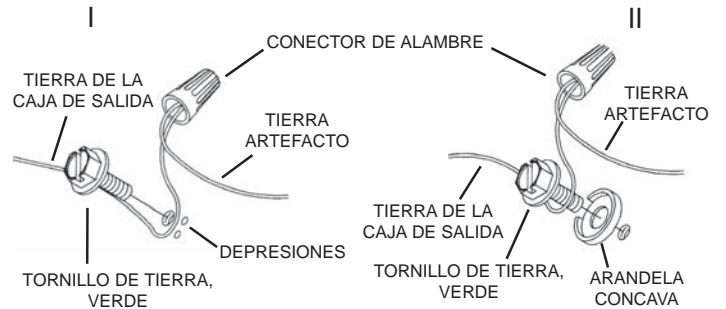 I
II
CONECTOR DE ALAMBRE
TIERRA DE LA
CAJA DE SALIDA
TIERRA
ARTEFACTO
TIERRA
ARTEFACTO
TIERRA DE LA
CAJA DE SALIDA
DEPRESIONES
TORNILLO DE TIERRA,
VERDE
TORNILLO DE TIERRA,
VERDE
ARANDELA
CONCAVA